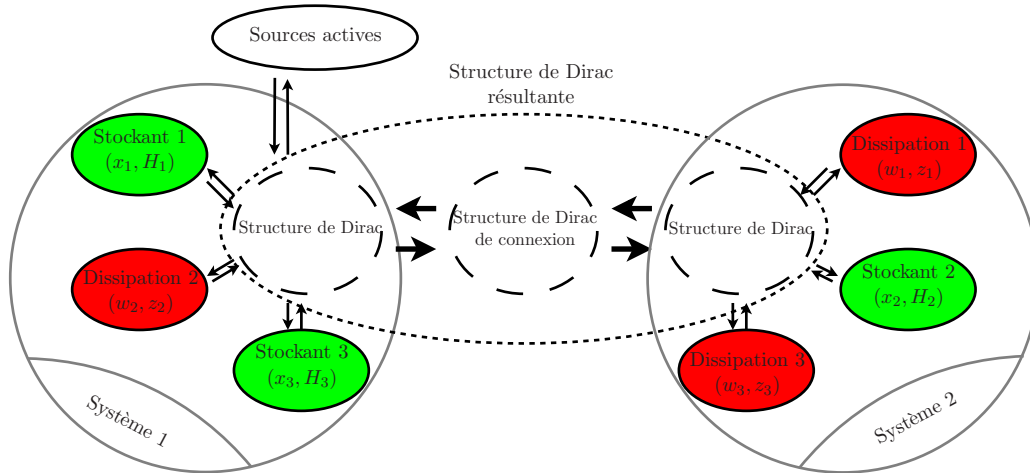 Sources actives
Structure de Dirac
résultante
Stockant 1
(x₁, H₁)
Dissipation 1
(w₁, z₁)
Structure de Dirac
Structure de Dirac
de connexion
Structure de Dirac
Dissipation 2
(w₂, z₂)
Stockant 2
(x₂, H₂)
Stockant 3
(x₃, H₃)
Dissipation 3
(w₃, z₃)
Système 1
Système 2